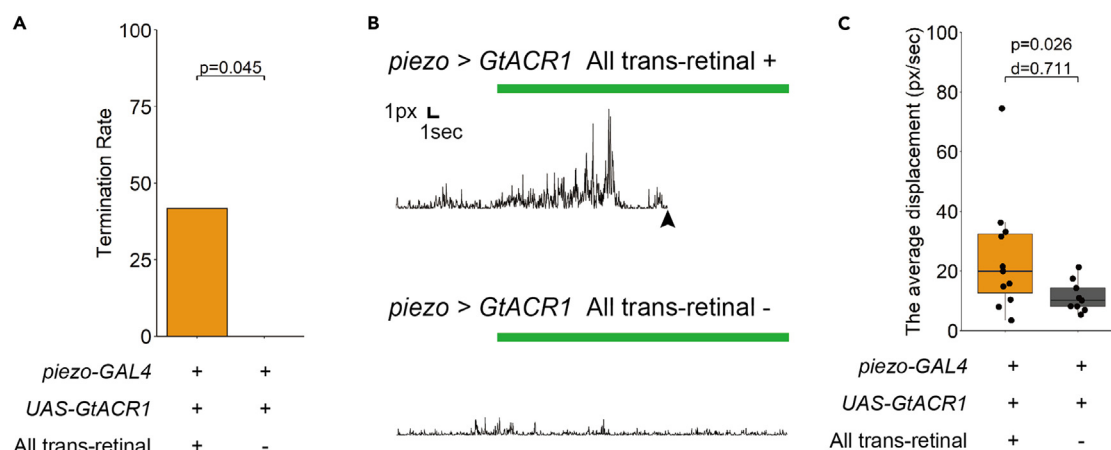 A
100
75
50
25
0
Termination Rate
p=0.045
piezo-GAL4 + +
UAS-GtACR1 + +
All trans-retinal + -
B
piezo > GtACR1 All trans-retinal +
1px
1sec
piezo > GtACR1 All trans-retinal -
C
100
80
60
40
20
0
The average displacement (px/sec)
p=0.026
d=0.711
piezo-GAL4 + +
UAS-GtACR1 + +
All trans-retinal + -